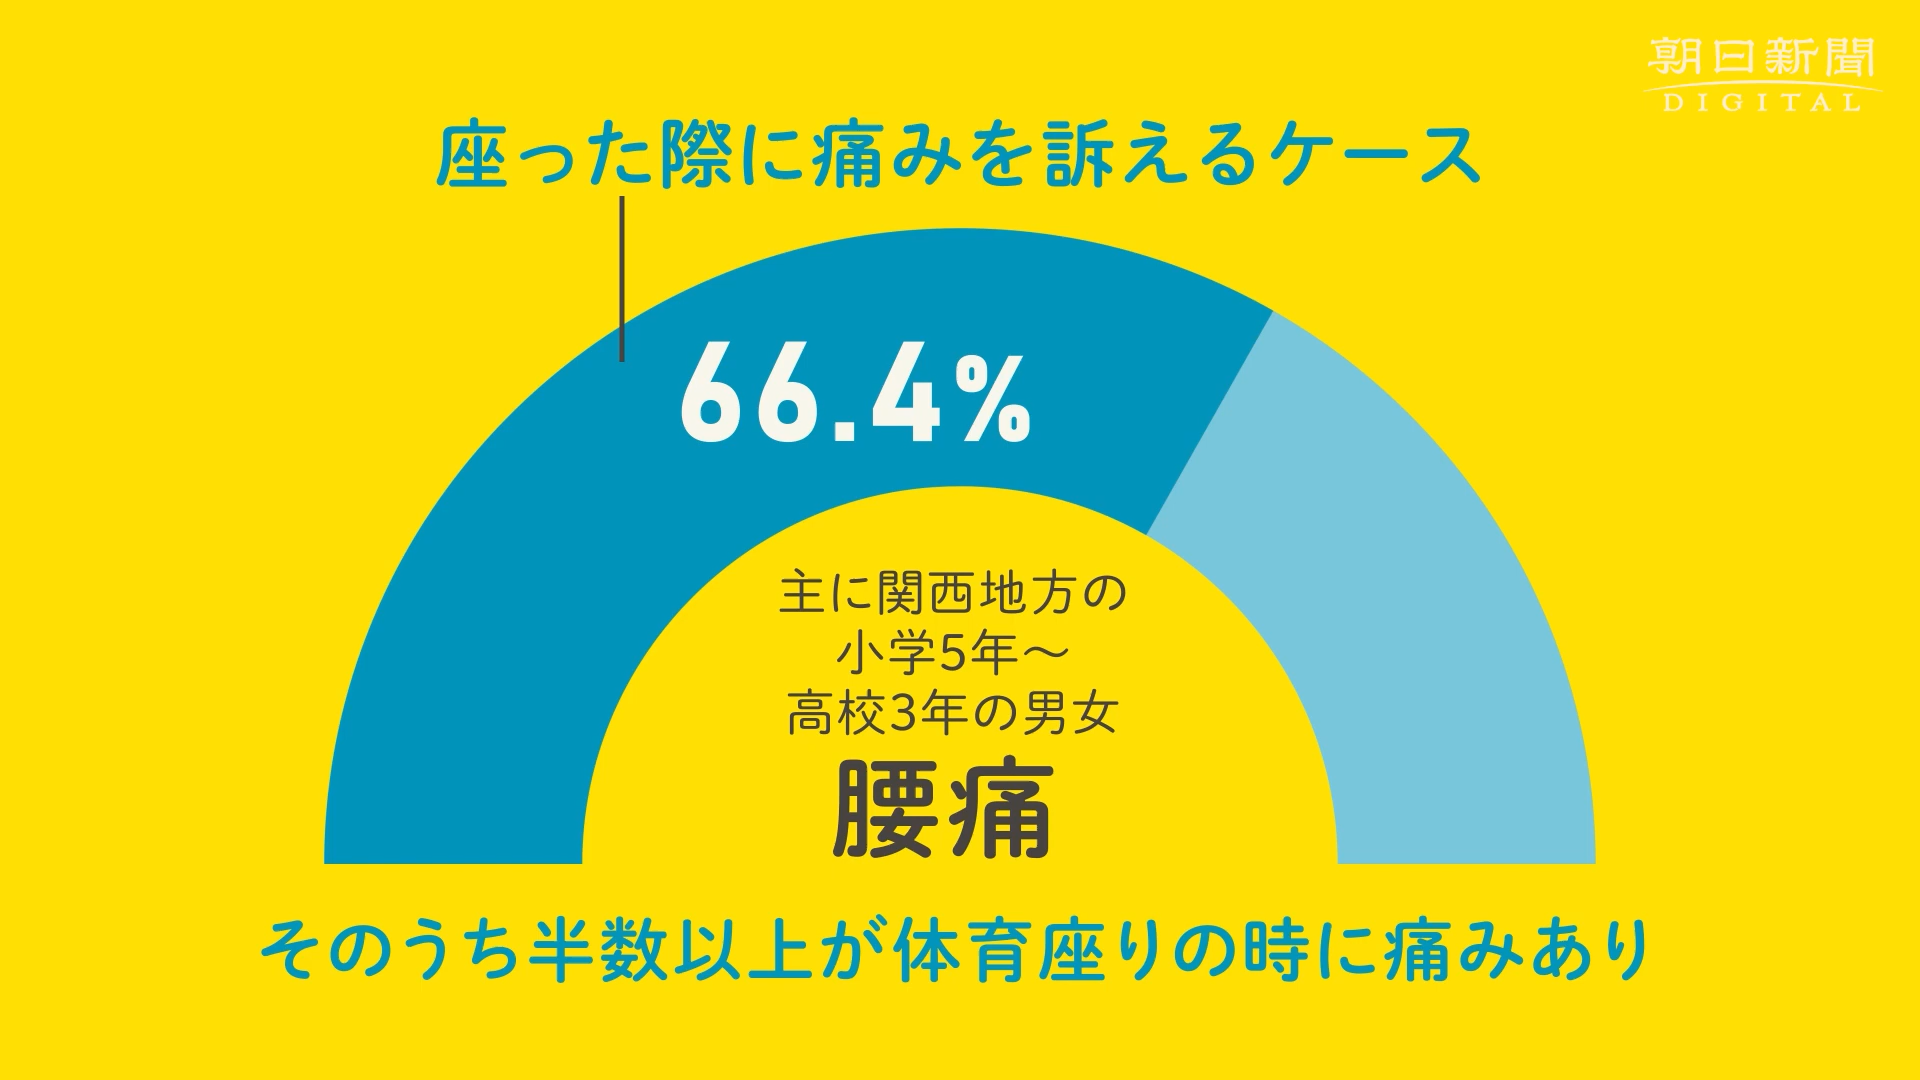 朝日新聞
DIGITAL
座った際に痛みを訴えるケース
66.4%
主に関西地方の
小学5年～
高校3年の男女
腰痛
そのうち半数以上が体育座りの時に痛みあり